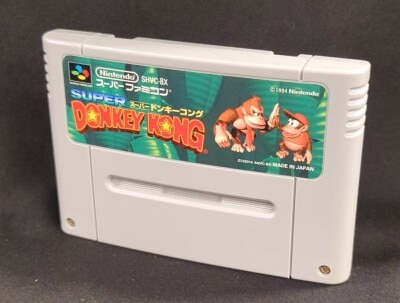 Nintendo SHVC-8X
スーパーファミコン
© 1994 Nintendo
SUPER スーパードンキーコング
DONKEY KONG
MADE IN JAPAN